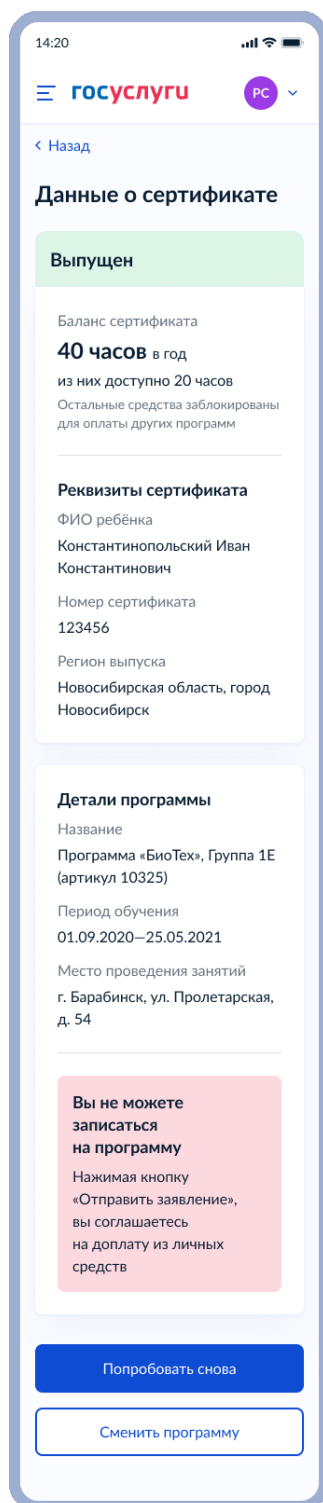 14:20
госуслуги
РС
Назад
Данные о сертификате
Выпущен
Баланс сертификата
40 часов в год
из них доступно 20 часов
Остальные средства заблокированы
для оплаты других программ
Реквизиты сертификата
ФИО ребёнка
Константинопольский Иван
Константинович
Номер сертификата
123456
Регион выпуска
Новосибирская область, город
Новосибирск
Детали программы
Название
Программа «БиоТех», Группа 1Е
(артикул 10325)
Период обучения
01.09.2020—25.05.2021
Место проведения занятий
г. Барабинск, ул. Пролетарская,
д. 54
Вы не можете
записаться
на программу
Нажимая кнопку
«Отправить заявление»,
вы соглашаетесь
на доплату из личных
средств
Попробовать снова
Сменить программу